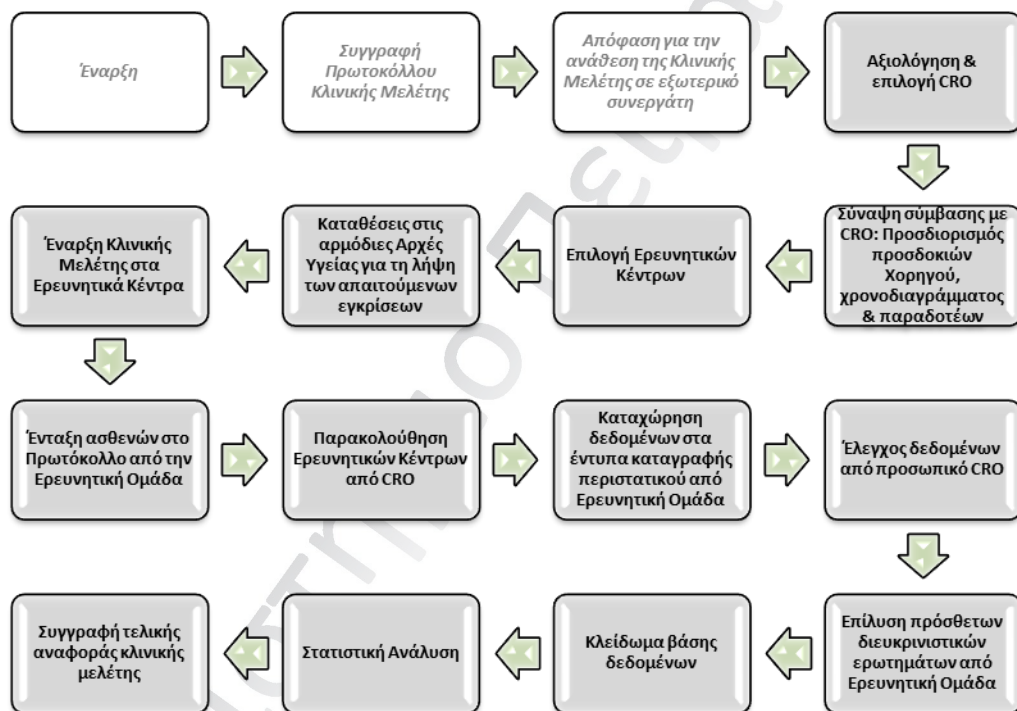 Έναρξη
Συγγραφή
Πρωτοκόλλου
Κλινικής Μελέτης
Απόφαση για την
ανάθεση της Κλινικής
Μελέτης σε εξωτερικό
συνεργάτη
Αξιολόγηση &
επιλογή CRO
Σύναψη σύμβασης με
CRO: Προσδιορισμός
προσδοκιών
Χορηγού,
χρονοδιαγράμματος
& παραδοτέων
Επιλογή Ερευνητικών
Κέντρων
Καταθέσεις στις
αρμόδιες Αρχές
Υγείας για τη λήψη
των απαιτούμενων
εγκρίσεων
Έναρξη Κλινικής
Μελέτης στα
Ερευνητικά Κέντρα
Ένταξη ασθενών στο
Πρωτόκολλο από την
Ερευνητική Ομάδα
Παρακολούθηση
Ερευνητικών Κέντρων
από CRO
Καταχώρηση
δεδομένων στα
έντυπα καταγραφής
περιστατικού από
Ερευνητική Ομάδα
Έλεγχος δεδομένων
από προσωπικό CRO
Επίλυση πρόσθετων
διευκρινιστικών
ερωτημάτων από
Ερευνητική Ομάδα
Κλείδωμα βάσης
δεδομένων
Στατιστική Ανάλυση
Συγγραφή τελικής
αναφοράς κλινικής
μελέτης